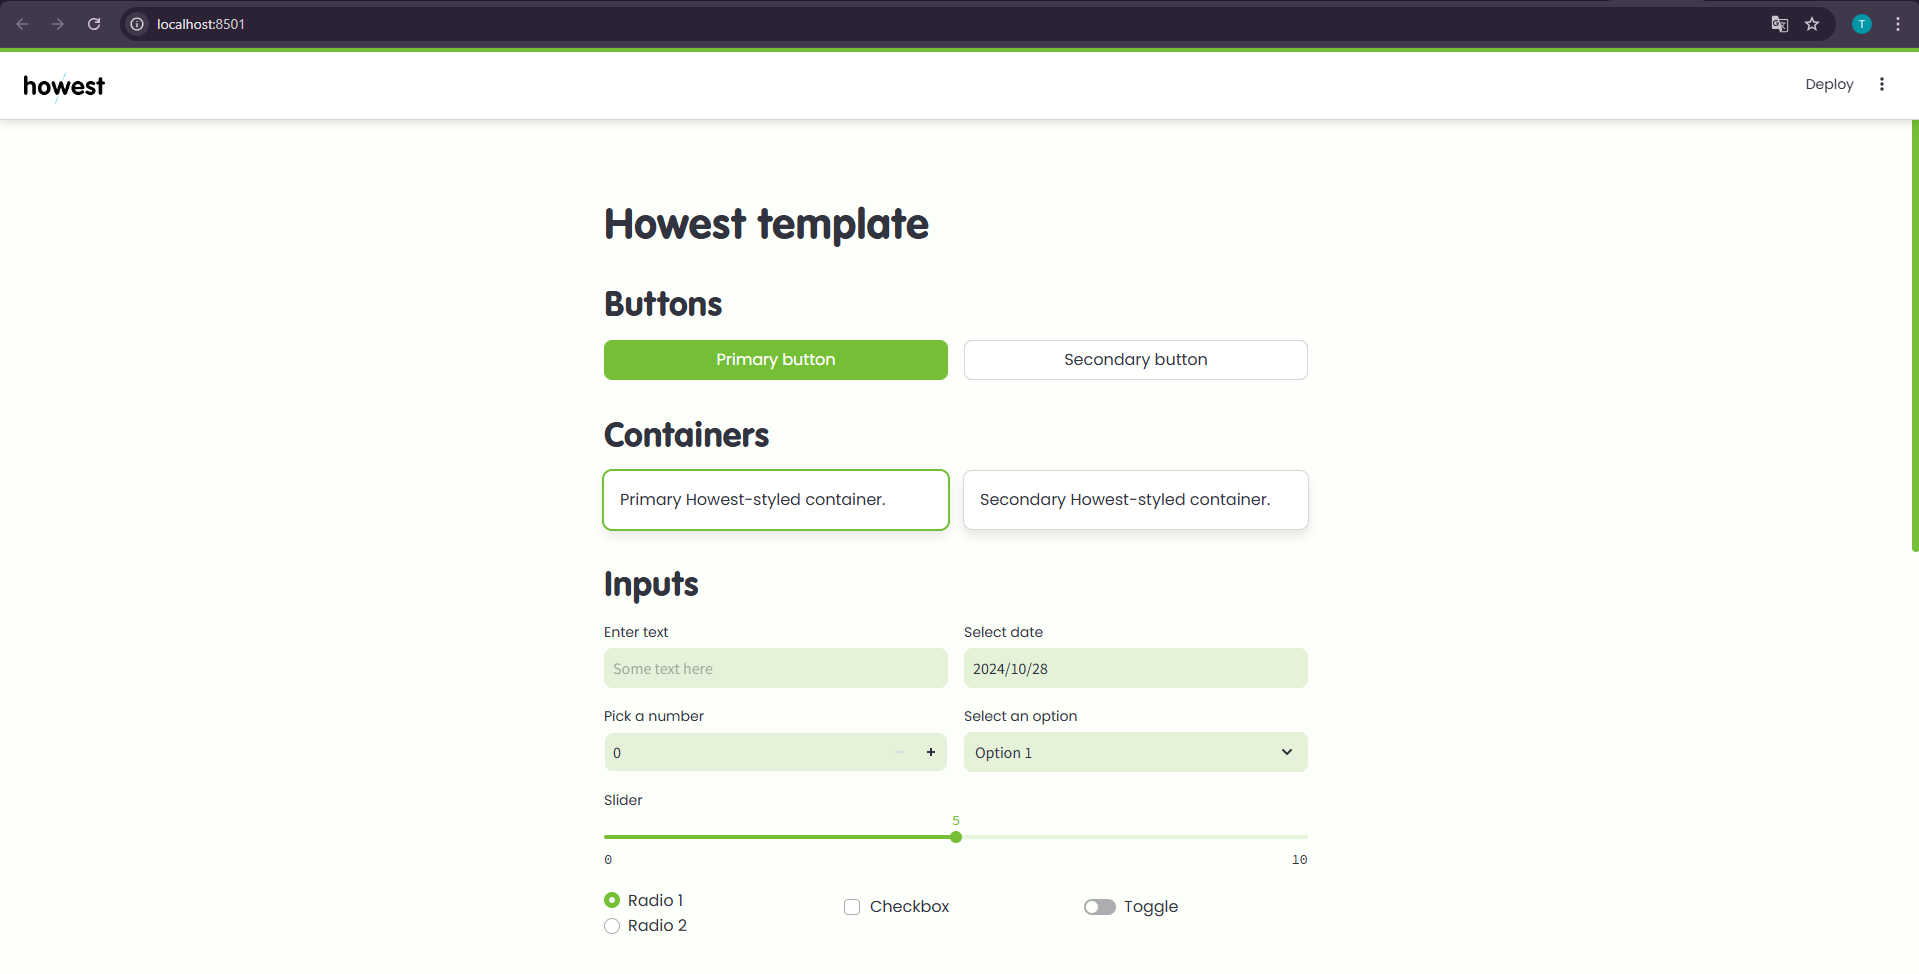 localhost:8501
T
howest
Deploy
Howest template
Buttons
Primary button
Secondary button
Containers
Primary Howest-styled container.
Secondary Howest-styled container.
Inputs
Enter text
Select date
Some text here
2024/10/28
Pick a number
Select an option
0
Option 1
Slider
5
0
10
Radio 1
Checkbox
Toggle
Radio 2